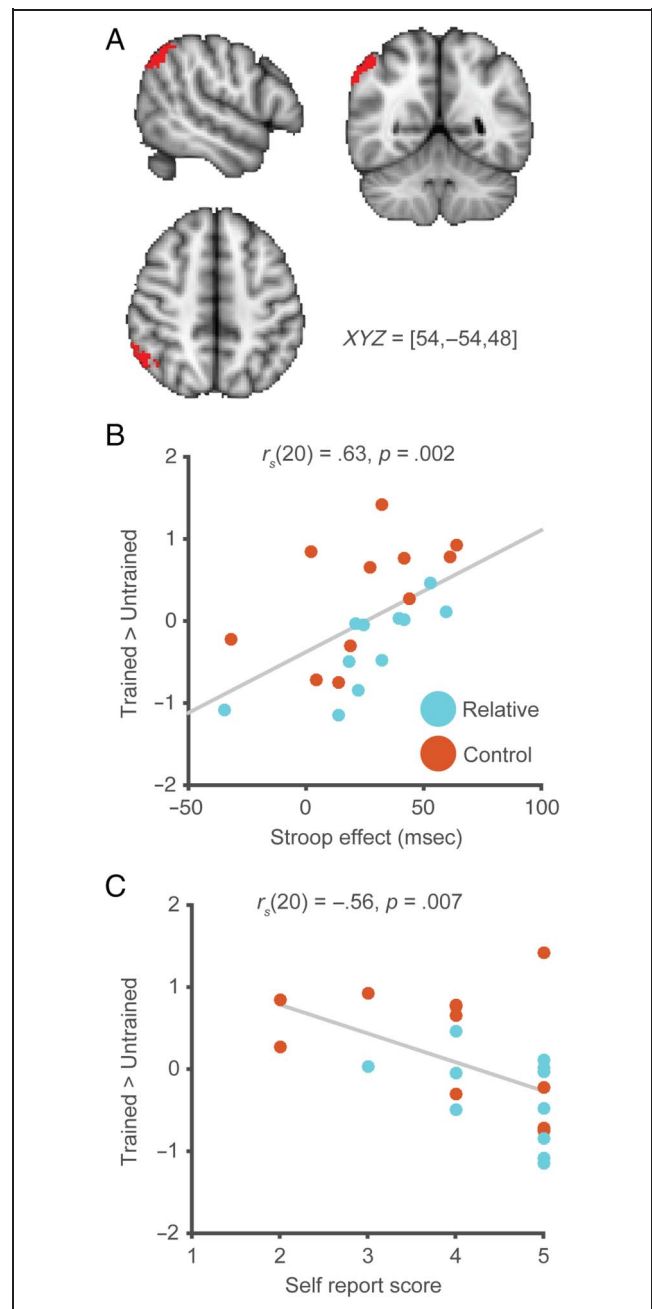 A
XYZ = [54,–54,48]
B
r_s(20) = .63, p = .002
2
1
0
–1
–2
Trained > Untrained
Relative
Control
–50
0
50
100
Stroop effect (msec)
C
r_s(20) = –.56, p = .007
2
1
0
–1
–2
Trained > Untrained
1
2
3
4
5
Self report score